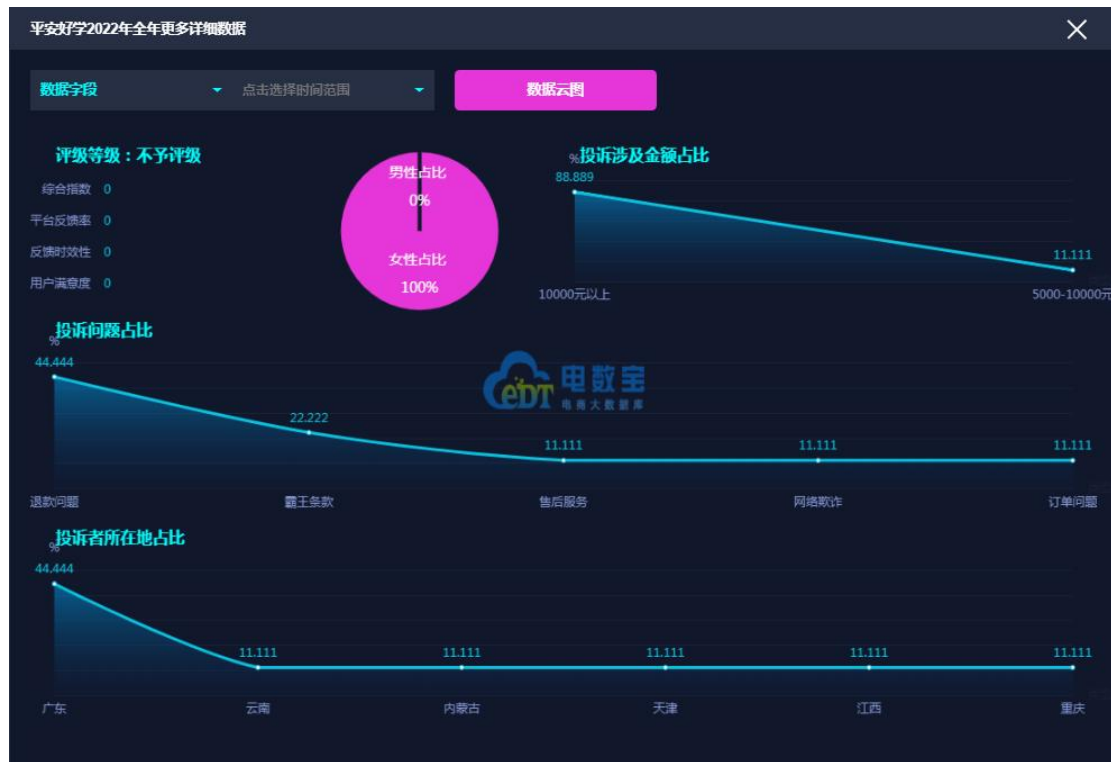 平安好学2022年全年更多详细数据
数据字段
点击选择时间范围
数据云图
评级等级：不予评级
综合指数 0
平台反馈率 0
反馈时效性 0
用户满意度 0
男性占比
0%
女性占比
100%
投诉涉及金额占比
%
88.889
11.111
10000元以上
5000-10000元
投诉问题占比
%
44.444
22.222
11.111
11.111
11.111
退款问题
霸王条款
售后服务
网络欺诈
订单问题
eDT 电数宝
电商大数据库
投诉者所在地占比
%
44.444
11.111
11.111
11.111
11.111
11.111
广东
云南
内蒙古
天津
江西
重庆